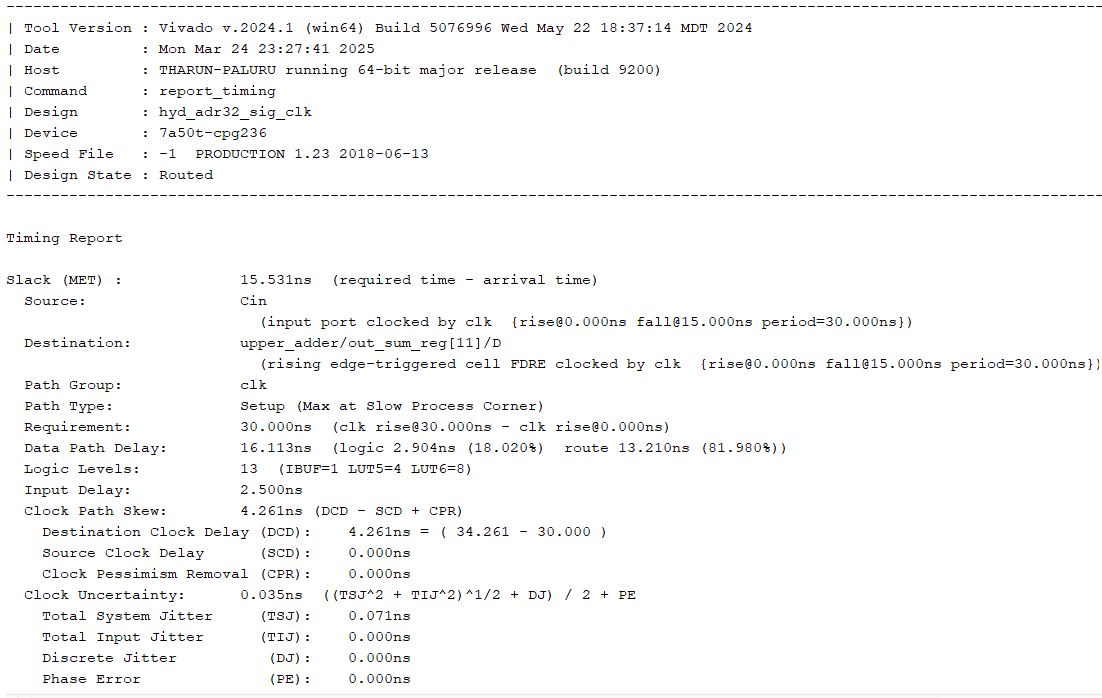 | Tool Version : Vivado v.2024.1 (win64) Build 5076996 Wed May 22 18:37:14 MDT 2024
| Date         : Mon Mar 24 23:27:41 2025
| Host         : THARUN-PALURU running 64-bit major release  (build 9200)
| Command      : report_timing
| Design       : hyd_adr32_sig_clk
| Device       : 7a50t-cpg236
| Speed File   : -1  PRODUCTION 1.23 2018-06-13
| Design State : Routed
Timing Report
Slack (MET) :             15.531ns  (required time - arrival time)
  Source:                 Cin
                            (input port clocked by clk  {rise@0.000ns fall@15.000ns period=30.000ns})
  Destination:            upper_adder/out_sum_reg[11]/D
                            (rising edge-triggered cell FDRE clocked by clk  {rise@0.000ns fall@15.000ns period=30.000ns})
  Path Group:             clk
  Path Type:              Setup (Max at Slow Process Corner)
  Requirement:            30.000ns  (clk rise@30.000ns - clk rise@0.000ns)
  Data Path Delay:        16.113ns  (logic 2.904ns (18.020%)  route 13.210ns (81.980%))
  Logic Levels:           13  (IBUF=1 LUT5=4 LUT6=8)
  Input Delay:            2.500ns
  Clock Path Skew:        4.261ns (DCD - SCD + CPR)
    Destination Clock Delay (DCD):    4.261ns = ( 34.261 - 30.000 )
    Source Clock Delay      (SCD):    0.000ns
    Clock Pessimism Removal (CPR):    0.000ns
  Clock Uncertainty:      0.035ns  ((TSJ^2 + TIJ^2)^1/2 + DJ) / 2 + PE
    Total System Jitter     (TSJ):    0.071ns
    Total Input Jitter      (TIJ):    0.000ns
    Discrete Jitter          (DJ):    0.000ns
    Phase Error              (PE):    0.000ns